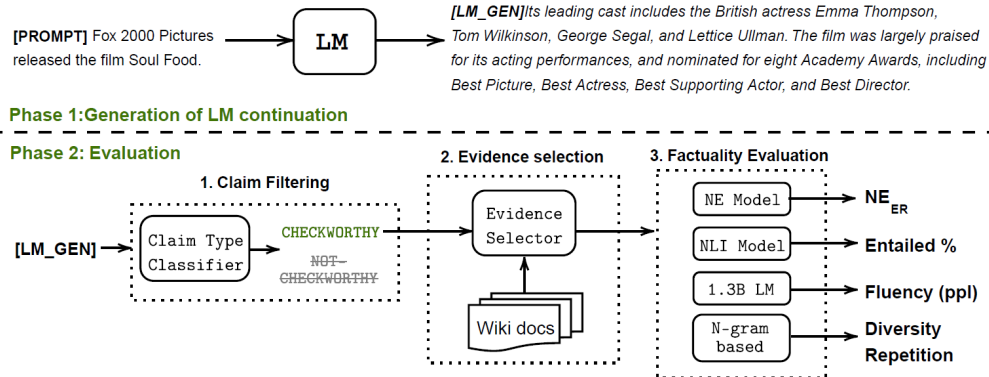 [PROMPT] Fox 2000 Pictures
released the film Soul Food.
LM
[LM_GEN]Its leading cast includes the British actress Emma Thompson,
Tom Wilkinson, George Segal, and Lettice Ullman. The film was largely praised
for its acting performances, and nominated for eight Academy Awards, including
Best Picture, Best Actress, Best Supporting Actor, and Best Director.
Phase 1:Generation of LM continuation
Phase 2: Evaluation
1. Claim Filtering
[LM_GEN]
Claim Type
Classifier
CHECKWORTHY
NOT-
CHECKWORTHY
2. Evidence selection
Evidence
Selector
Wiki docs
3. Factuality Evaluation
NE Model
NE ER
NLI Model
Entailed %
1.3B LM
Fluency (ppl)
N-gram
based
Diversity
Repetition